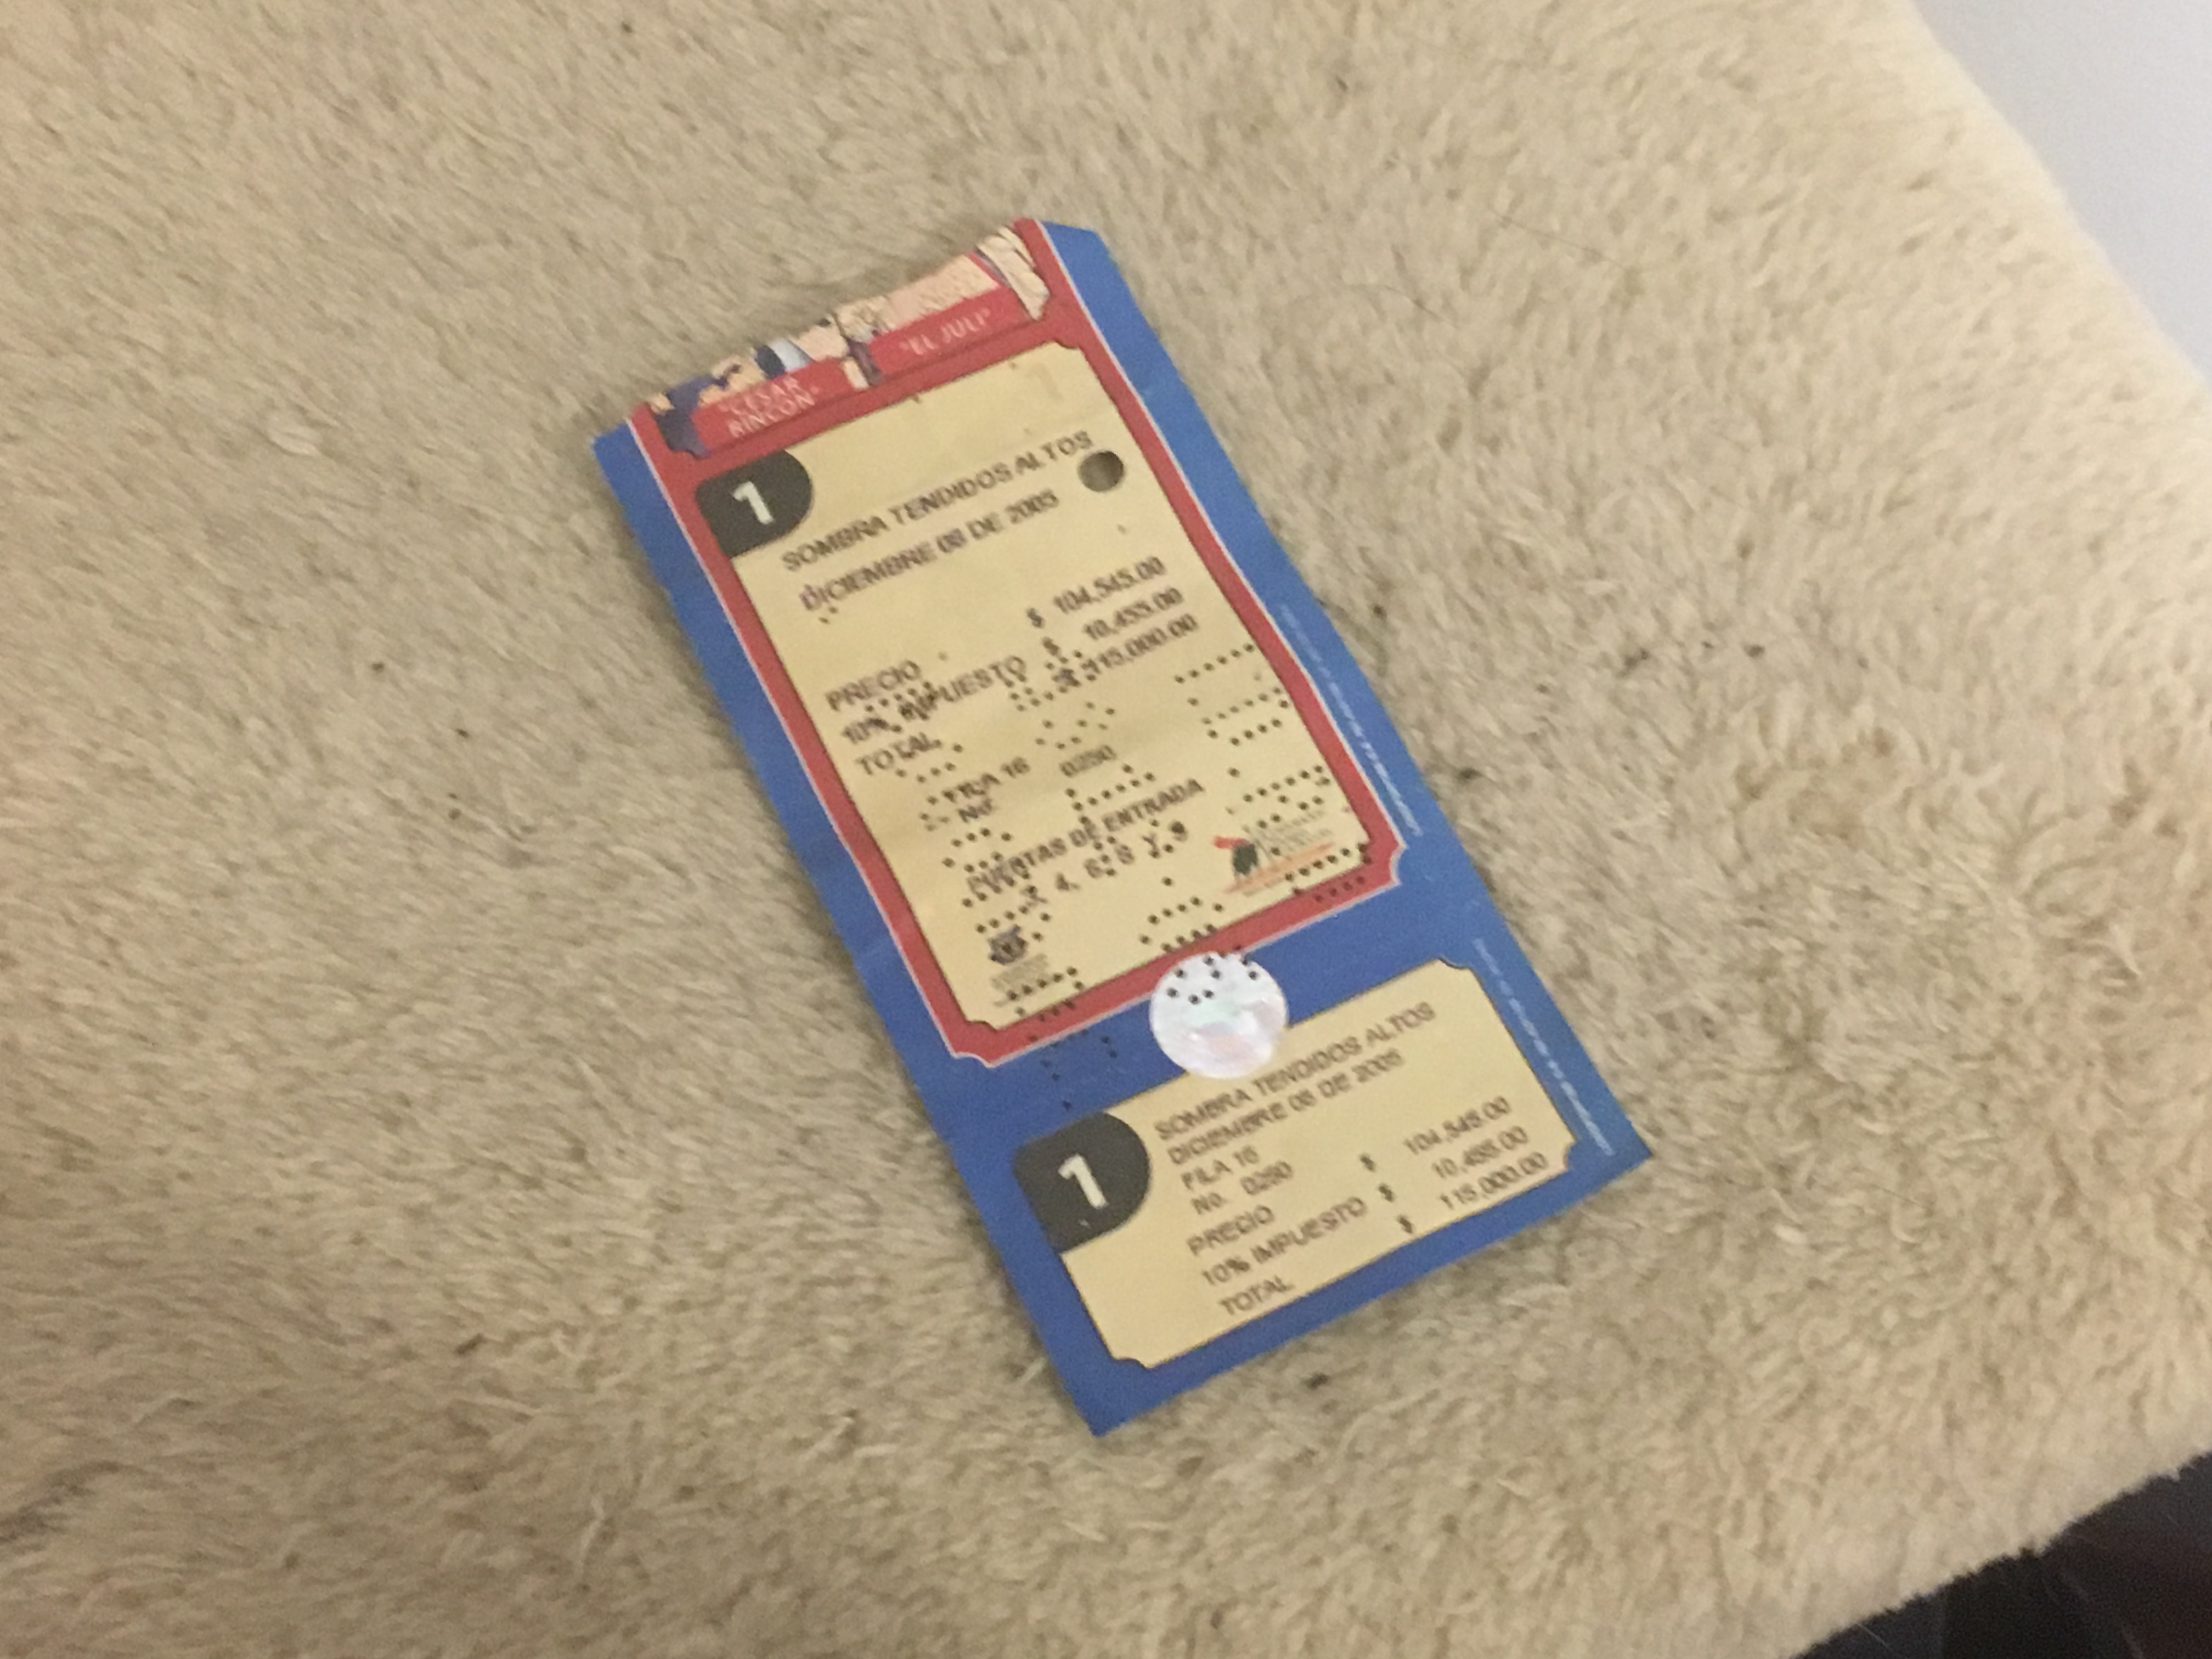 "CESAR
RINCON"
"EL JULI"
1
SOMBRA TENDIDOS ALTOS
DICIEMBRE 08 DE 2005
PRECIO $ 104,545.00
10% IMPUESTO $ 10,455.00
TOTAL $ 115,000.00
FILA 16
No. 0290
PUERTAS DE ENTRADA
4, 6, 8 Y 9
1
SOMBRA TENDIDOS ALTOS
DICIEMBRE 08 DE 2005
FILA 16
No. 0290
PRECIO $ 104,545.00
10% IMPUESTO $ 10,455.00
TOTAL $ 115,000.00